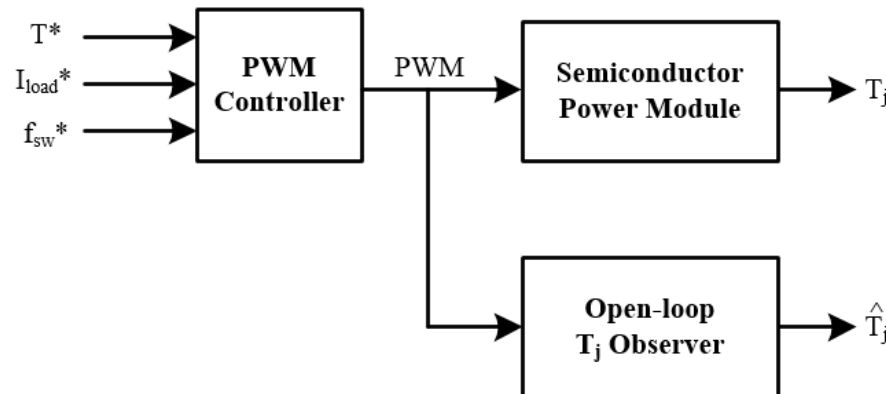 T*
I_load*
f_sw*
PWM
Controller
PWM
Semiconductor
Power Module
T_j
Open-loop
T_j Observer
T̂_j